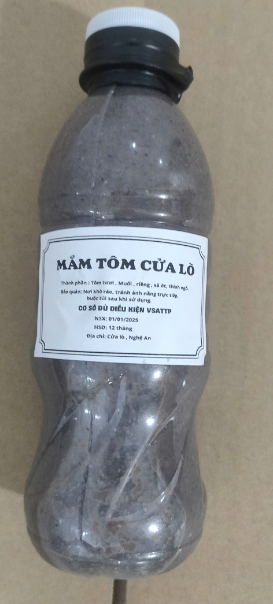 MẮM TÔM CỬA LÒ
Thành phần : Tôm tươi , Muối , riềng, sả ớt, thính ngô.
Bảo quản: Nơi khô ráo, tránh ánh nắng trực tiếp,
buộc túi sau khi sử dụng.
CƠ SỞ ĐỦ ĐIỀU KIỆN VSATTP
NSX: 01/01/2025
HSD: 12 tháng
Địa chỉ: Cửa lò , Nghệ An